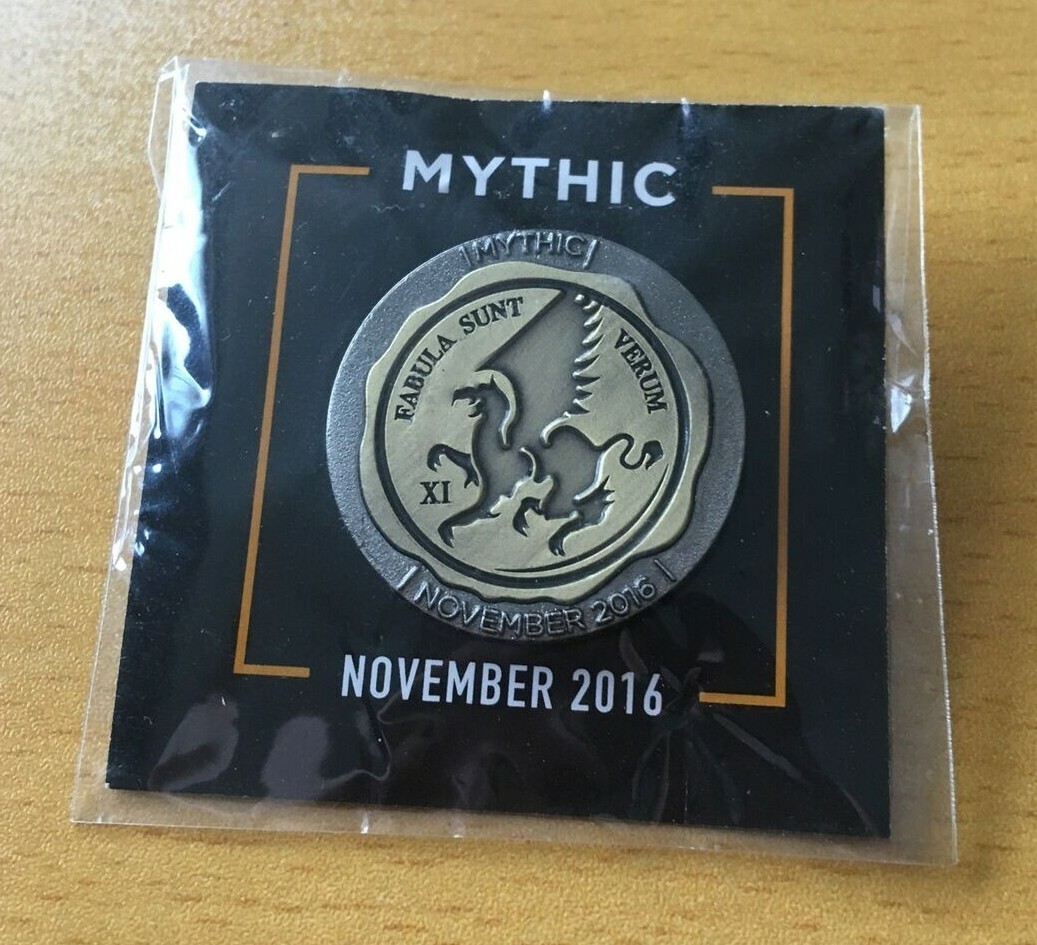 MYTHIC
|MYTHIC|
FABULA SUNT VERUM
XI
| NOVEMBER 2016 |
NOVEMBER 2016